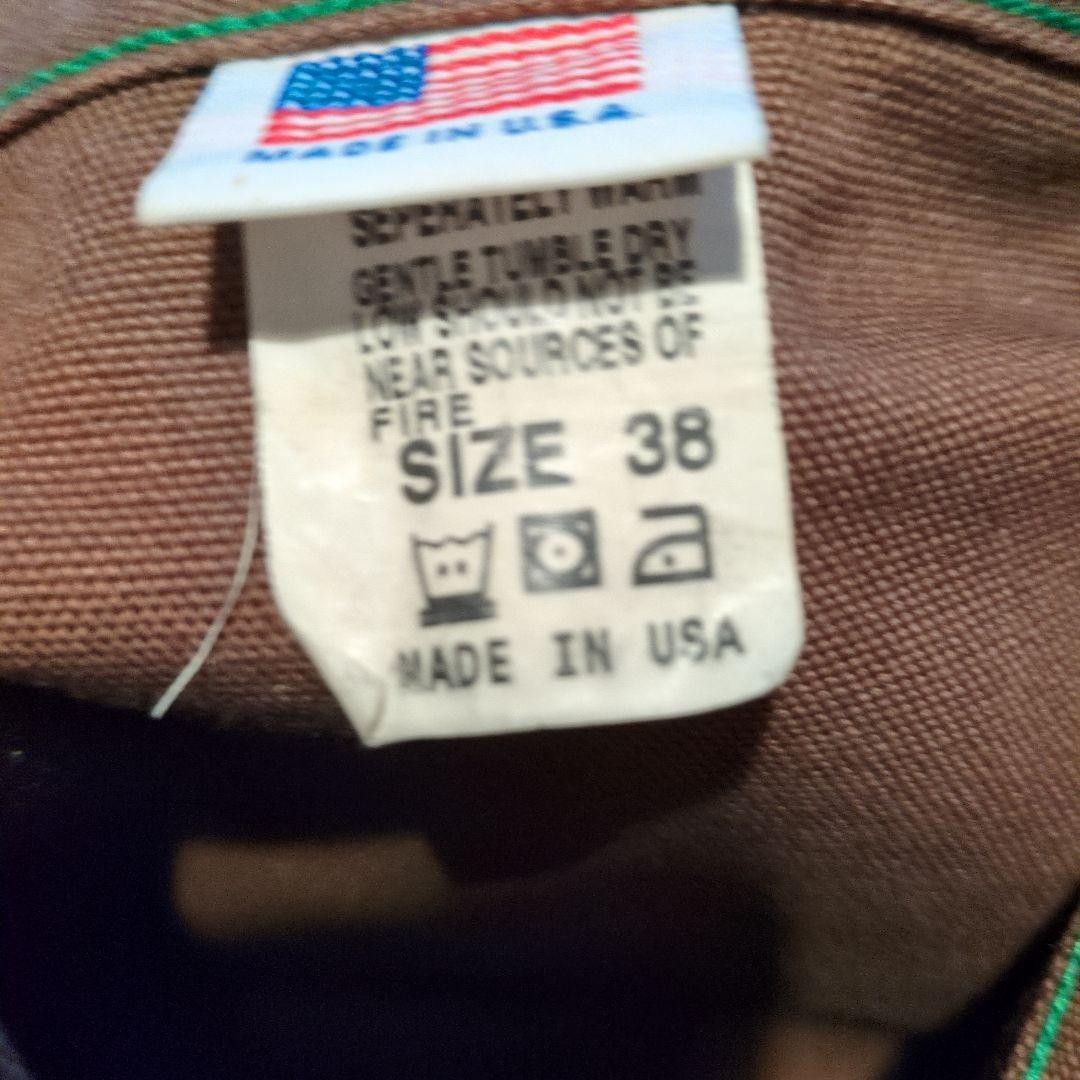 MADE IN U.S.A.
SEPERATELY WARM
GENTLE TUMBLE DRY
LOW SHOULD NOT BE
NEAR SOURCES OF
FIRE
SIZE 38
MADE IN USA